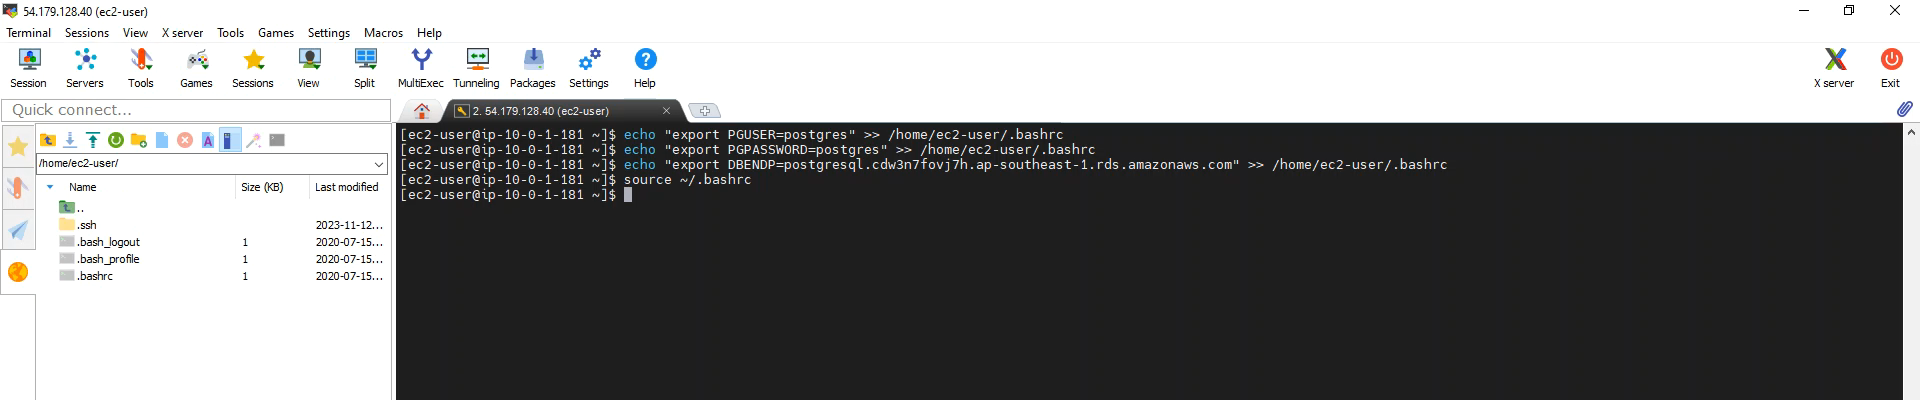 54.179.128.40 (ec2-user)
Terminal Sessions View X server Tools Games Settings Macros Help
Session Servers Tools Games Sessions View Split MultiExec Tunneling Packages Settings Help X server Exit
Quick connect...
2. 54.179.128.40 (ec2-user)
/home/ec2-user/
Name Size (KB) Last modified
..
.ssh 2023-11-12...
.bash_logout 1 2020-07-15...
.bash_profile 1 2020-07-15...
.bashrc 1 2020-07-15...
[ec2-user@ip-10-0-1-181 ~]$ echo "export PGUSER=postgres" >> /home/ec2-user/.bashrc
[ec2-user@ip-10-0-1-181 ~]$ echo "export PGPASSWORD=postgres" >> /home/ec2-user/.bashrc
[ec2-user@ip-10-0-1-181 ~]$ echo "export DBENDP=postgresql.cdw3n7fovj7h.ap-southeast-1.rds.amazonaws.com" >> /home/ec2-user/.bashrc
[ec2-user@ip-10-0-1-181 ~]$ source ~/.bashrc
[ec2-user@ip-10-0-1-181 ~]$